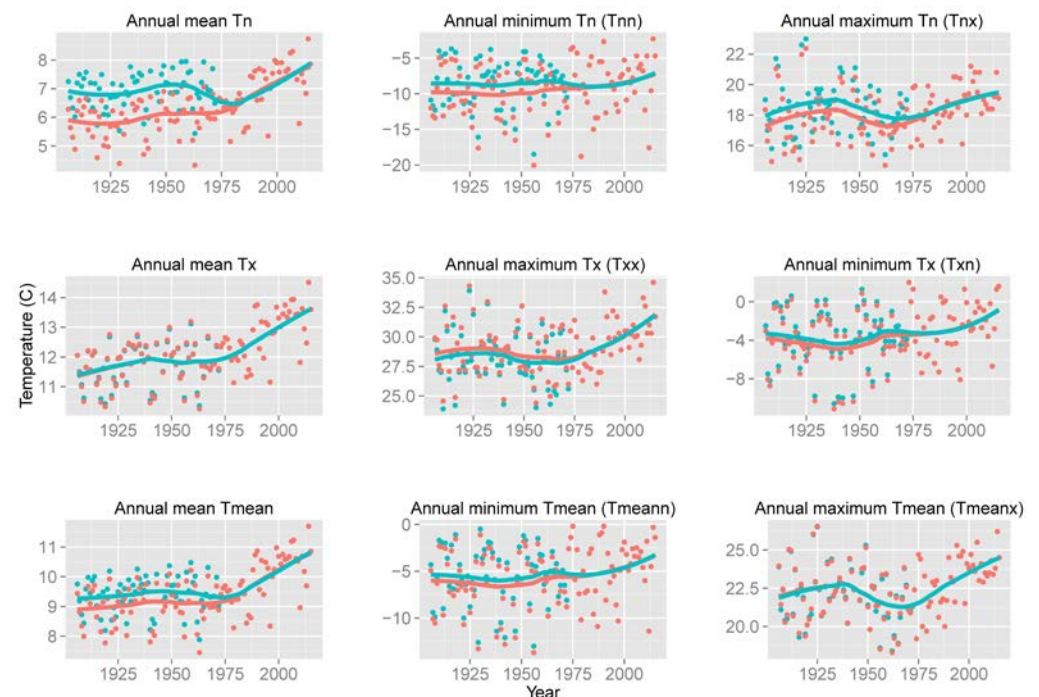 Annual mean Tn
Annual minimum Tn (Tnn)
Annual maximum Tn (Tnx)
8
7
6
5
−5
−10
−15
−20
22
20
18
16
1925 1950 1975 2000
1925 1950 1975 2000
1925 1950 1975 2000
Temperature (C)
Annual mean Tx
Annual maximum Tx (Txx)
Annual minimum Tx (Txn)
14
13
12
11
35.0
32.5
30.0
27.5
25.0
0
−4
−8
1925 1950 1975 2000
1925 1950 1975 2000
1925 1950 1975 2000
Annual mean Tmean
Annual minimum Tmean (Tmeann)
Annual maximum Tmean (Tmeanx)
11
10
9
8
0
−5
−10
25.0
22.5
20.0
1925 1950 1975 2000
1925 1950 1975 2000
1925 1950 1975 2000
Year